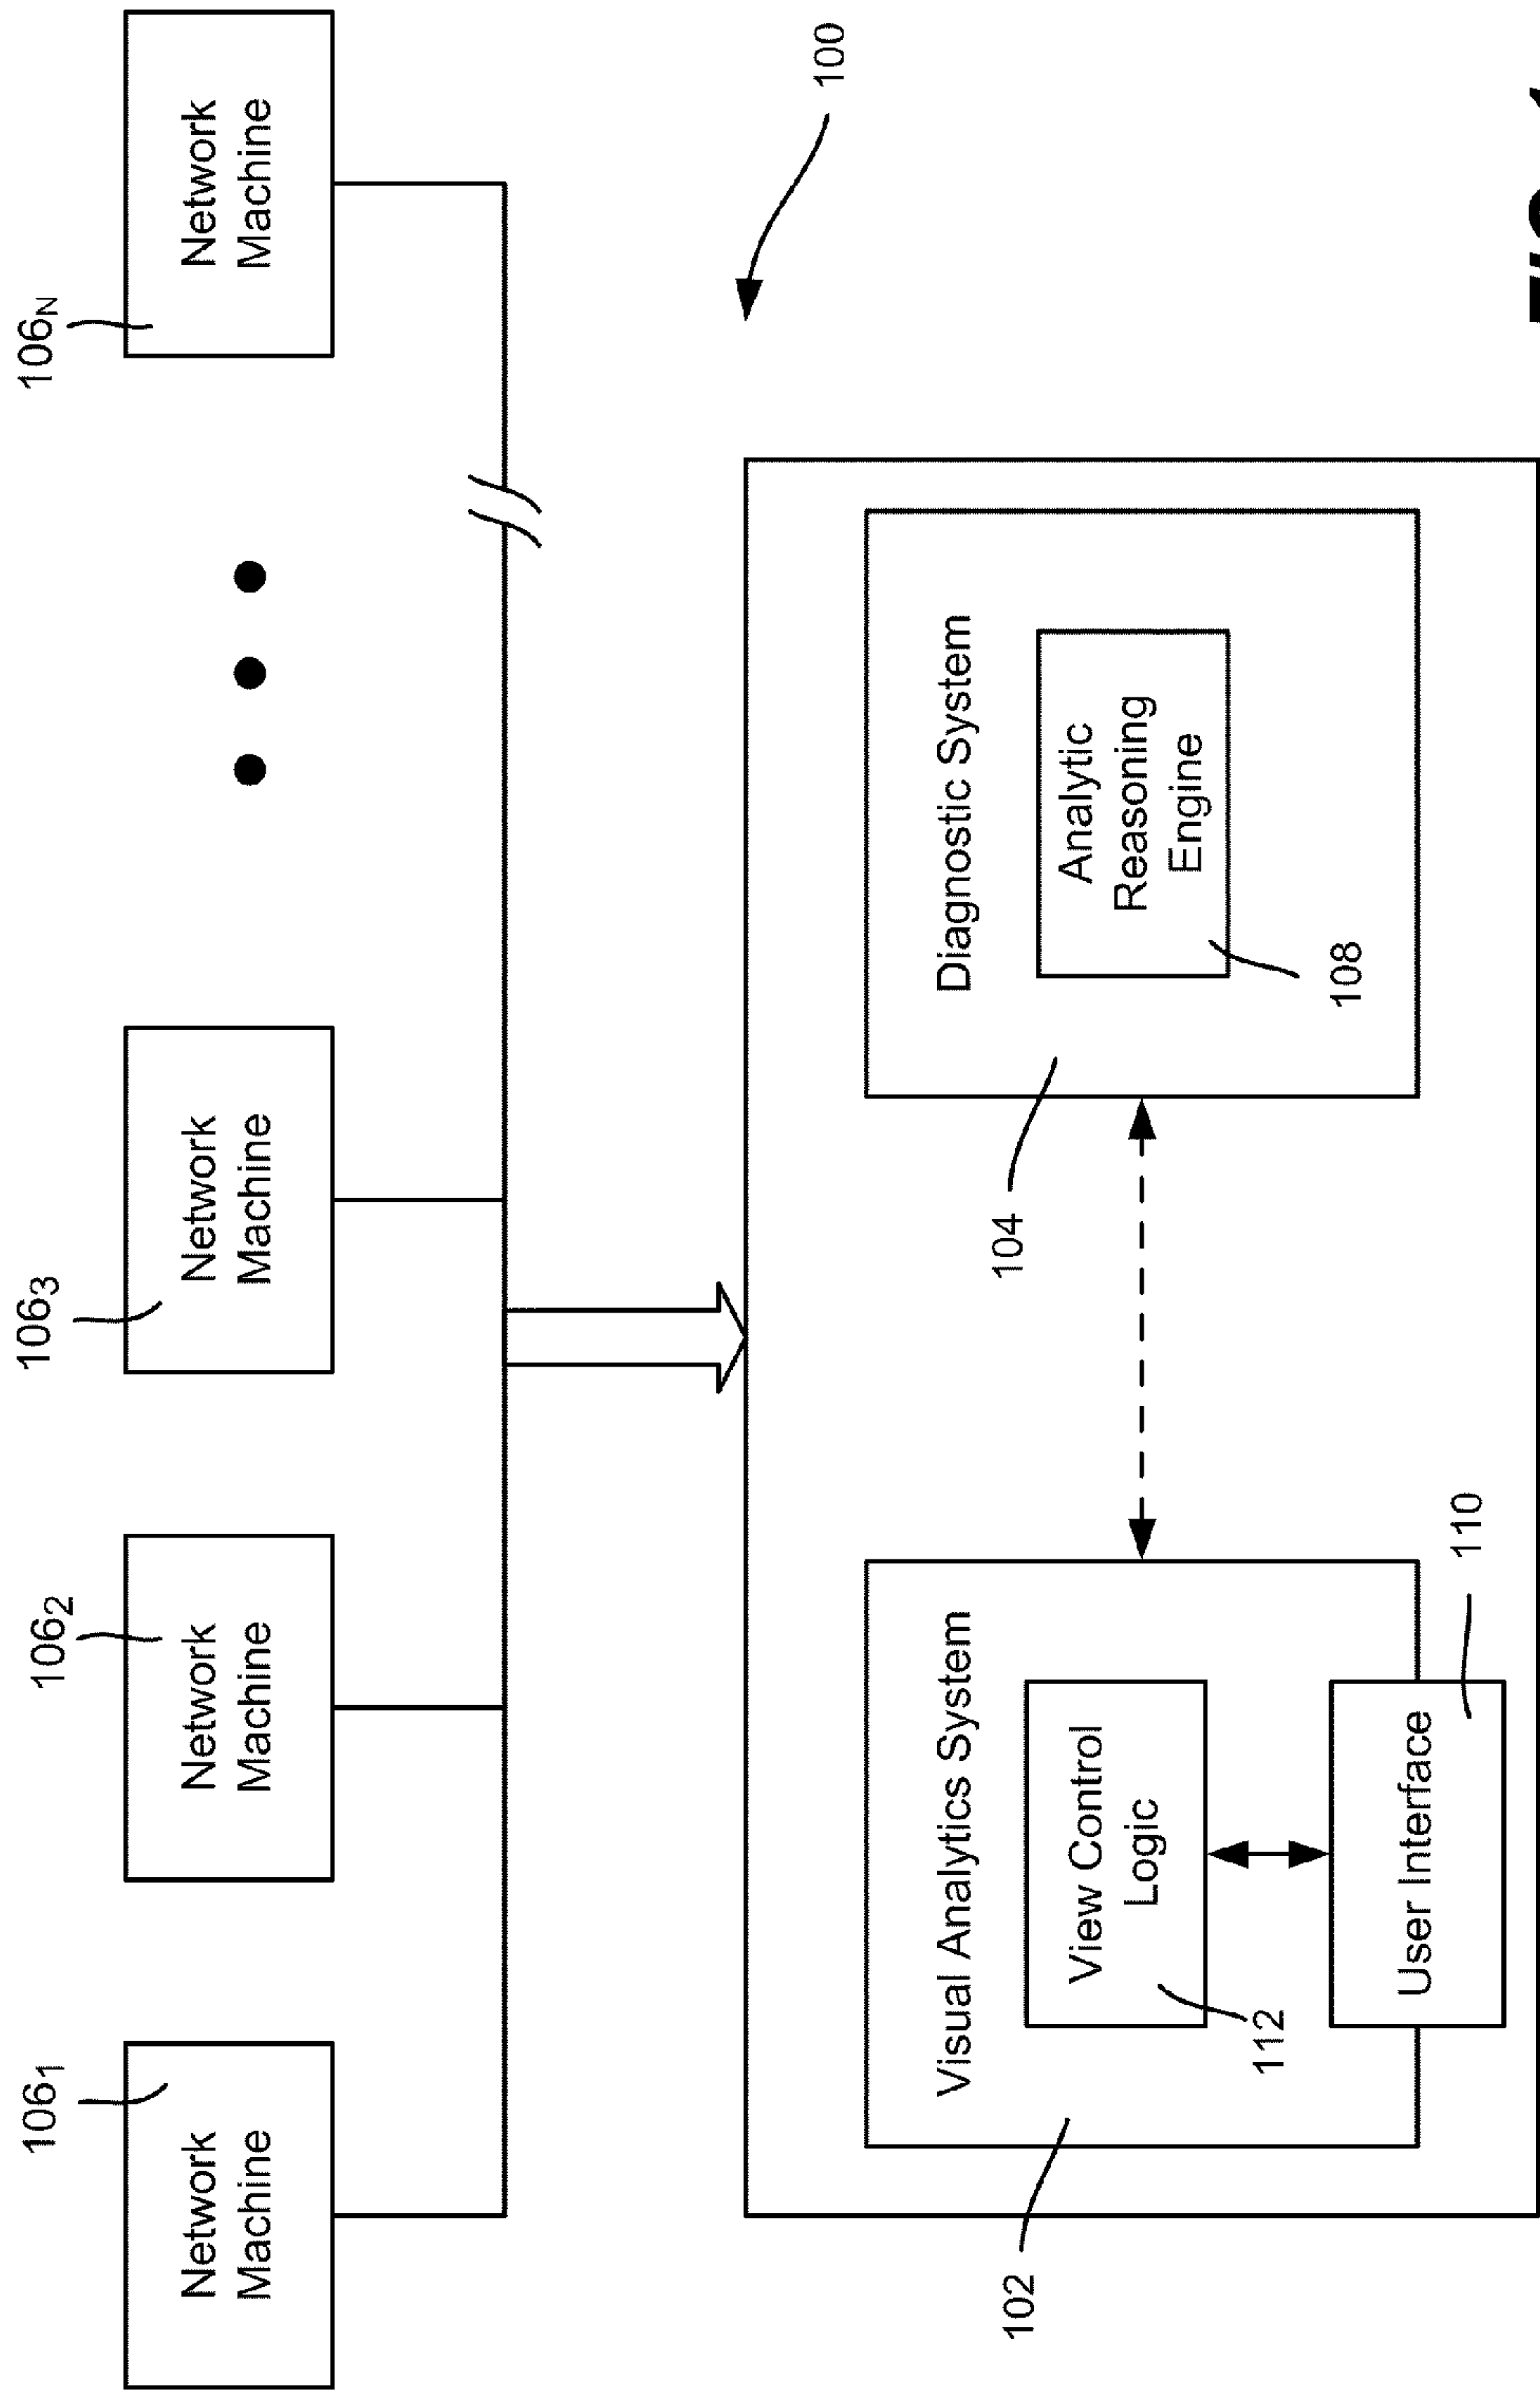 106₁
Network
Machine
106₂
Network
Machine
106₃
Network
Machine
106N
Network
Machine
100
Visual Analytics System
102
View Control
Logic
112
User Interface
110
Diagnostic System
104
Analytic
Reasoning
Engine
108